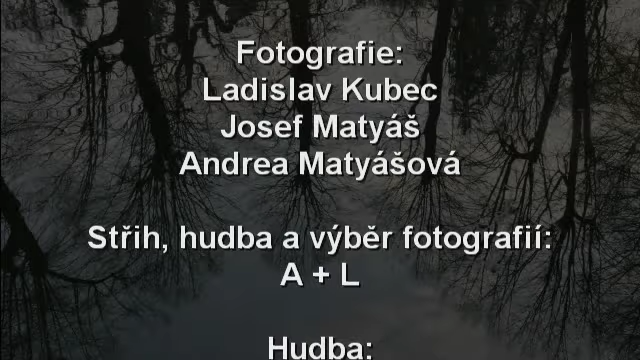 Fotografie:
Ladislav Kubec
Josef Matyáš
Andrea Matyášová
Střih, hudba a výběr fotografií:
A + L
Hudba: